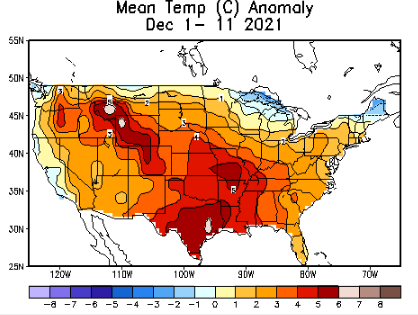 Mean Temp (C) Anomaly
Dec 1– 11 2021
55N
50N
45N
40N
35N
30N
25N
120W 110W 100W 90W 80W 70W
-8 -7 -6 -5 -4 -3 -2 -1 0 1 2 3 4 5 6 7 8